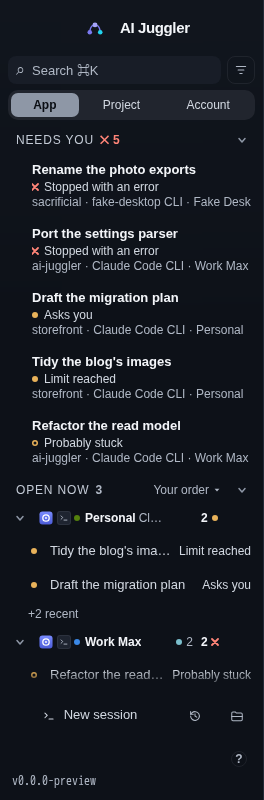 AI Juggler
Search ⌘K
App Project Account
NEEDS YOU 5
Rename the photo exports
Stopped with an error
sacrificial · fake-desktop CLI · Fake Desk
Port the settings parser
Stopped with an error
ai-juggler · Claude Code CLI · Work Max
Draft the migration plan
Asks you
storefront · Claude Code CLI · Personal
Tidy the blog's images
Limit reached
storefront · Claude Code CLI · Personal
Refactor the read model
Probably stuck
ai-juggler · Claude Code CLI · Work Max
OPEN NOW 3 Your order
Personal Cl... 2
Tidy the blog's ima... Limit reached
Draft the migration plan Asks you
+2 recent
Work Max 2 2
Refactor the read... Probably stuck
New session
?
v0.0.0-preview